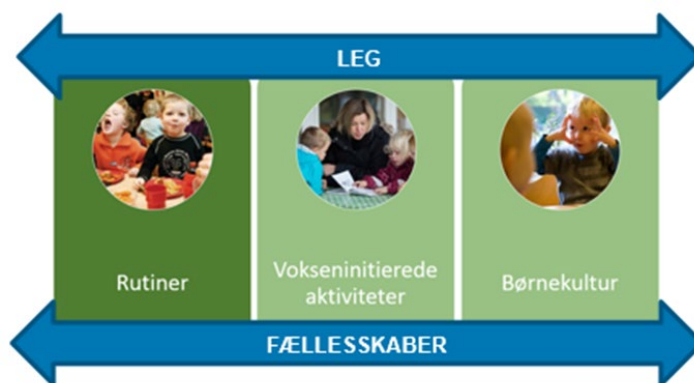 LEG
Rutiner
Vokseninitierede
aktiviteter
Børnekultur
FÆLLESSKABER